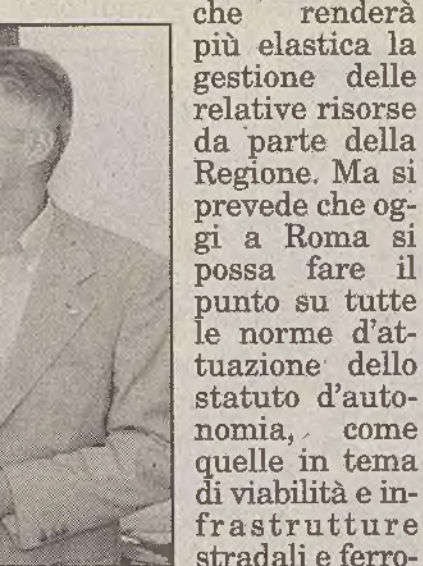 che renderà
più elastica la
gestione delle
relative risorse
da parte della
Regione. Ma si
prevede che og-
gi a Roma si
possa fare il
punto su tutte
le norme d'at-
tuazione dello
statuto d'auto-
nomia, come
quelle in tema
di viabilità e in-
frastrutture
stradali e ferro-